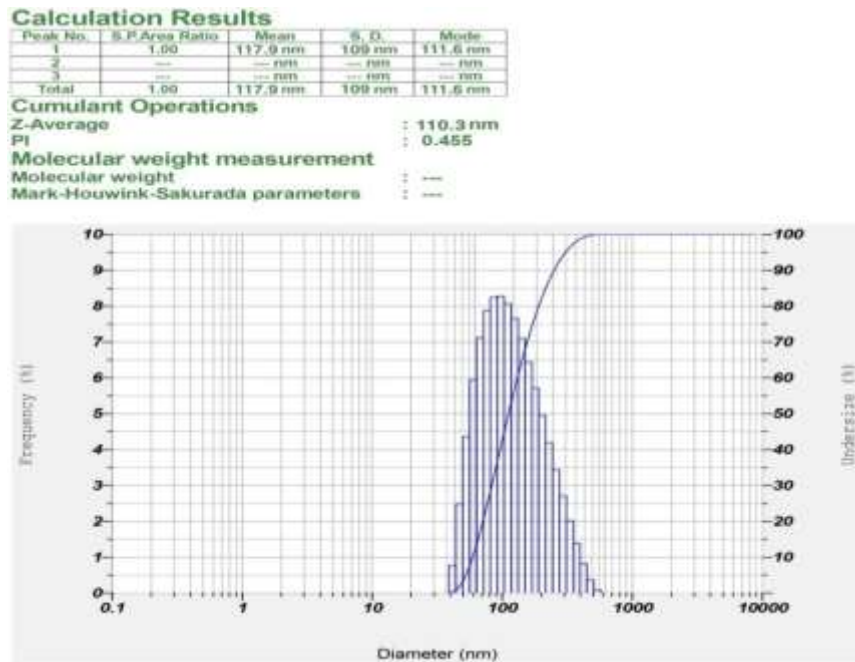 Calculation Results
Peak No. S.P.Area Ratio Mean S. D. Mode
1 1.00 117.9 nm 109 nm 111.6 nm
2 --- --- nm --- nm --- nm
3 --- --- nm --- nm --- nm
Total 1.00 117.9 nm 109 nm 111.6 nm
Cumulant Operations
Z-Average : 110.3 nm
PI : 0.455
Molecular weight measurement
Molecular weight : ---
Mark-Houwink-Sakurada parameters : ---
10 100
9 90
8 80
7 70
6 60
5 50
4 40
3 30
2 20
1 10
0
Frequency (%)
Undersize (%)
0.1 1 10 100 1000 10000
Diameter (nm)